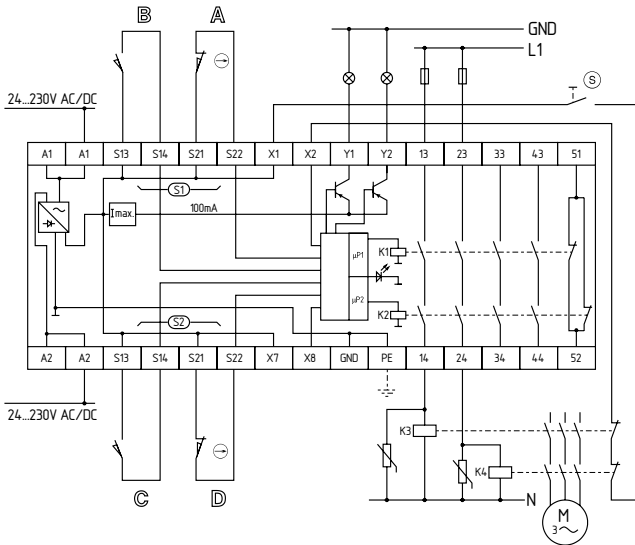 B A
GND
L1
S
24...230V AC/DC
A1 A1 S13 S14 S21 S22 X1 X2 Y1 Y2 13 23 33 43 51
S1
Imax. 100mA
µP1 K1
µP2 K2
S2
A2 A2 S13 S14 S21 S22 X7 X8 GND PE 14 24 34 44 52
24...230V AC/DC
K3
K4
C D
N
M
3